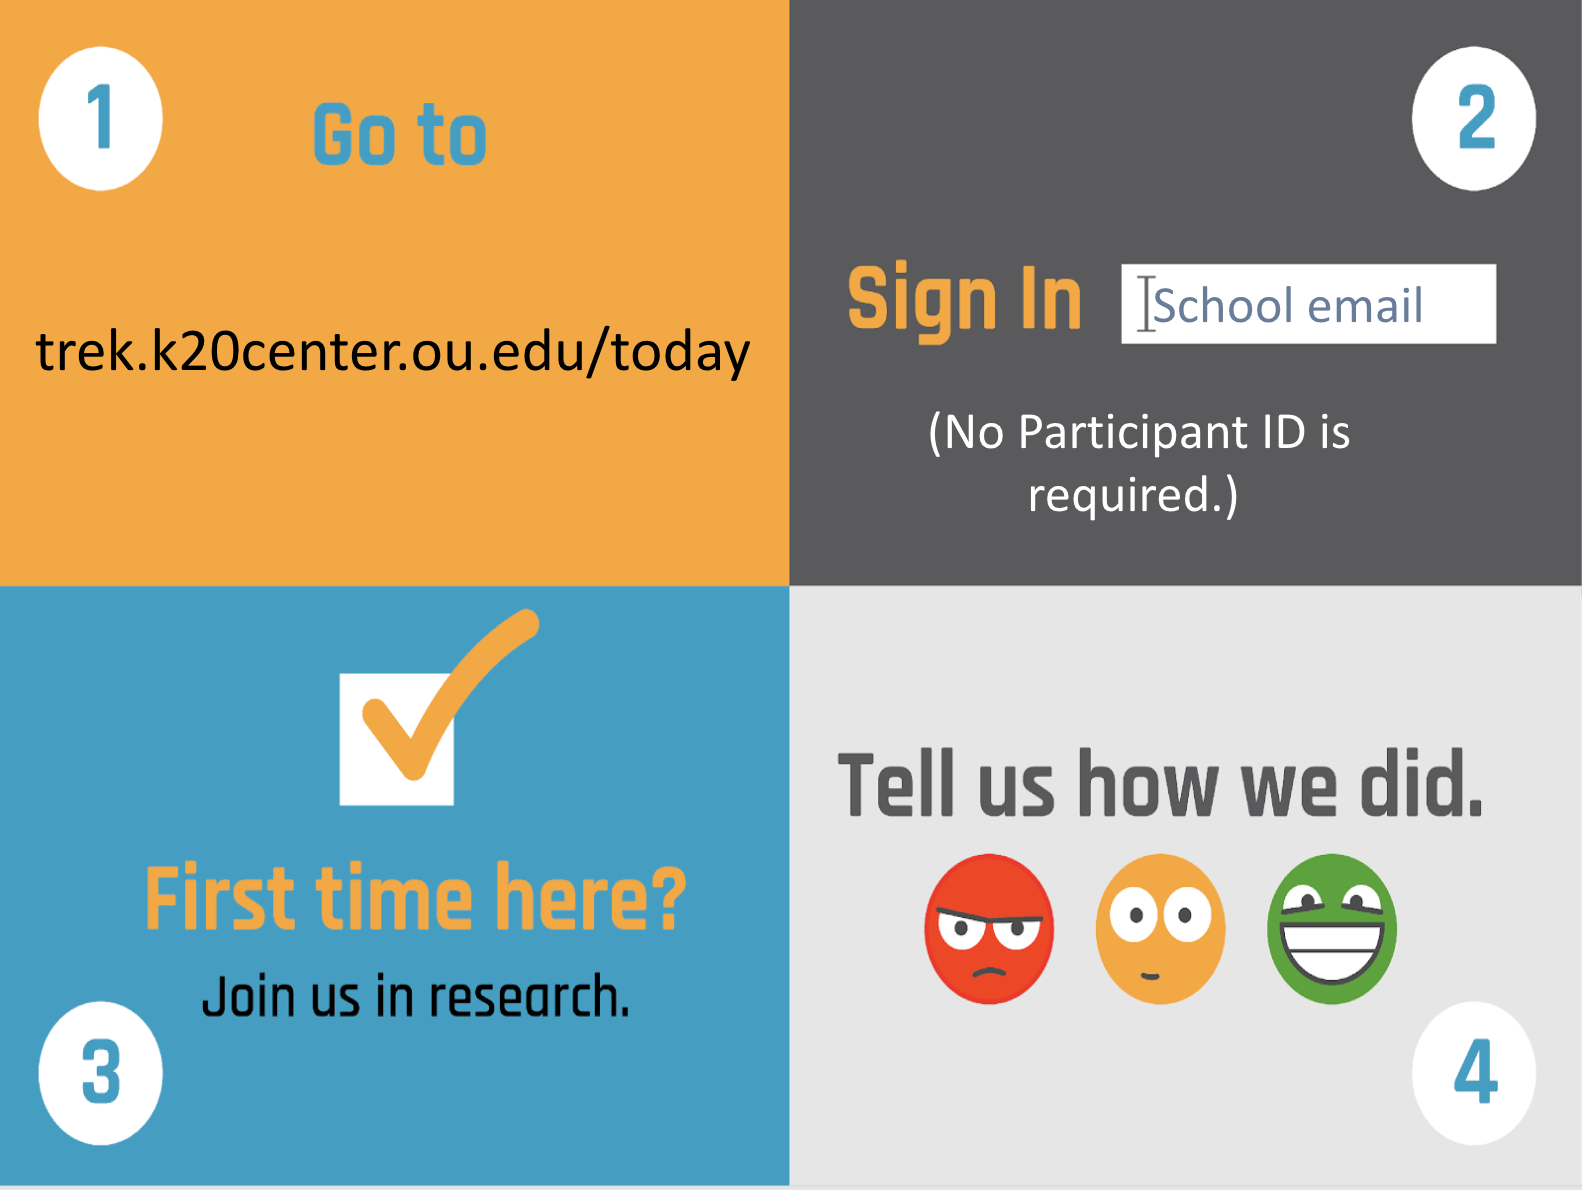 1
Go to
trek.k20center.ou.edu/today
2
Sign In
School email
(No Participant ID is
required.)
First time here?
Join us in research.
3
Tell us how we did.
4